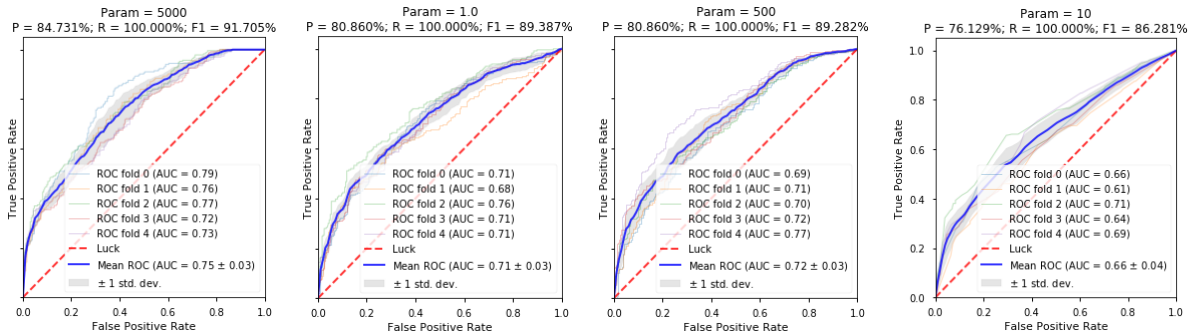 Param = 5000
P = 84.731%; R = 100.000%; F1 = 91.705%
True Positive Rate
ROC fold 0 (AUC = 0.79)
ROC fold 1 (AUC = 0.76)
ROC fold 2 (AUC = 0.77)
ROC fold 3 (AUC = 0.72)
ROC fold 4 (AUC = 0.73)
Luck
Mean ROC (AUC = 0.75 ± 0.03)
± 1 std. dev.
0.0 0.2 0.4 0.6 0.8 1.0
False Positive Rate
Param = 1.0
P = 80.860%; R = 100.000%; F1 = 89.387%
True Positive Rate
ROC fold 0 (AUC = 0.71)
ROC fold 1 (AUC = 0.68)
ROC fold 2 (AUC = 0.76)
ROC fold 3 (AUC = 0.71)
ROC fold 4 (AUC = 0.71)
Luck
Mean ROC (AUC = 0.71 ± 0.03)
± 1 std. dev.
0.0 0.2 0.4 0.6 0.8 1.0
False Positive Rate
Param = 500
P = 80.860%; R = 100.000%; F1 = 89.282%
True Positive Rate
ROC fold 0 (AUC = 0.69)
ROC fold 1 (AUC = 0.71)
ROC fold 2 (AUC = 0.70)
ROC fold 3 (AUC = 0.72)
ROC fold 4 (AUC = 0.77)
Luck
Mean ROC (AUC = 0.72 ± 0.03)
± 1 std. dev.
0.0 0.2 0.4 0.6 0.8 1.0
False Positive Rate
Param = 10
P = 76.129%; R = 100.000%; F1 = 86.281%
True Positive Rate
1.0
0.8
0.6
0.4
0.2
0.0
ROC fold 0 (AUC = 0.66)
ROC fold 1 (AUC = 0.61)
ROC fold 2 (AUC = 0.71)
ROC fold 3 (AUC = 0.64)
ROC fold 4 (AUC = 0.69)
Luck
Mean ROC (AUC = 0.66 ± 0.04)
± 1 std. dev.
0.0 0.2 0.4 0.6 0.8 1.0
False Positive Rate